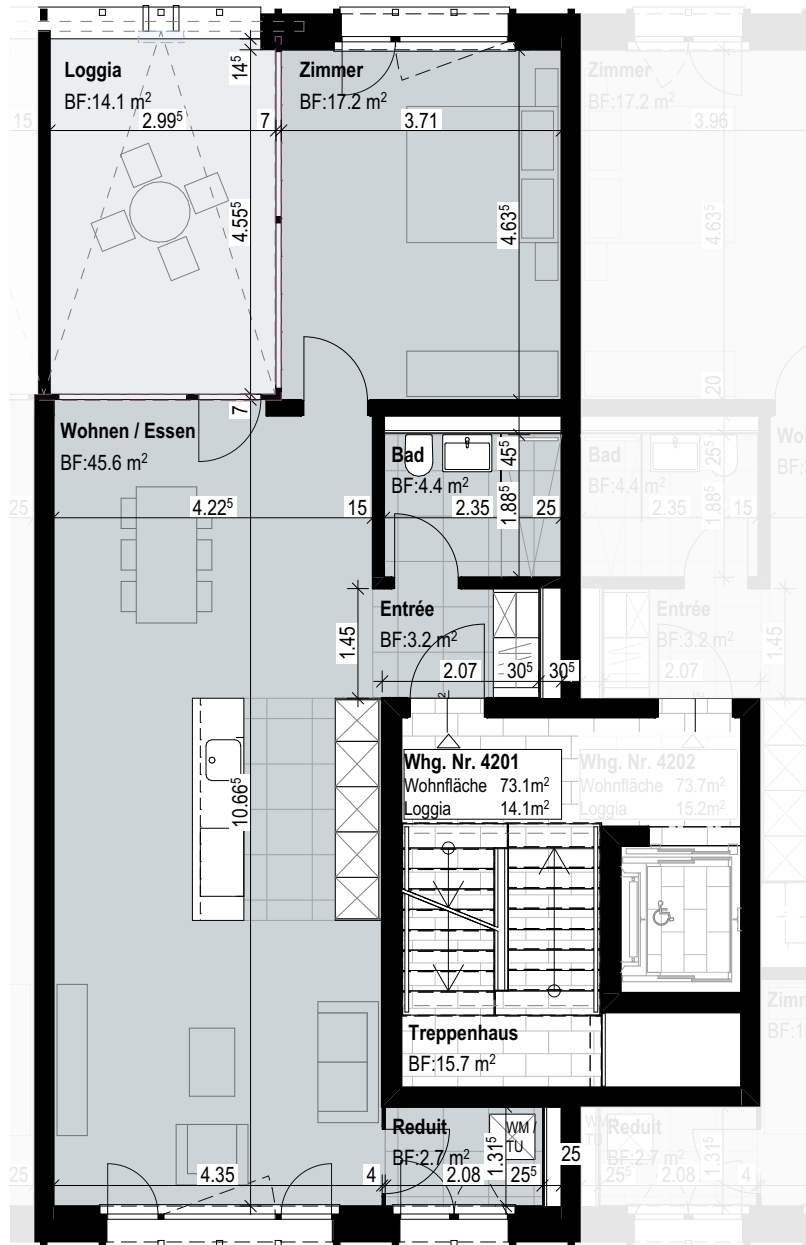 Loggia
BF:14.1 m²
Zimmer
BF:17.2 m²
Zimmer
BF:17.2 m²
14⁵
15
2.99⁵
7
3.71
3.96
4.55⁵
4.63⁵
4.63⁵
20
7
Wohnen / Essen
BF:45.6 m²
Bad
BF:4.4 m²
45⁵
1.88⁵
Bad
BF:4.4 m²
25⁵
1.88⁵
25
4.22⁵
15
2.35
25
2.35
15
Entrée
BF:3.2 m²
Entrée
BF:3.2 m²
1.45
1.45
2.07
30⁵
30⁵
2.07
Whg. Nr. 4201
Wohnfläche 73.1m²
Loggia 14.1m²
Whg. Nr. 4202
Wohnfläche 73.7m²
Loggia 15.2m²
10.66⁵
Treppenhaus
BF:15.7 m²
Reduit
BF:2.7 m²
WM /
TU
1.31⁵
Reduit
BF:2.7 m²
1.31⁵
25
25
4.35
4
2.08
25⁵
25⁵
2.08
4